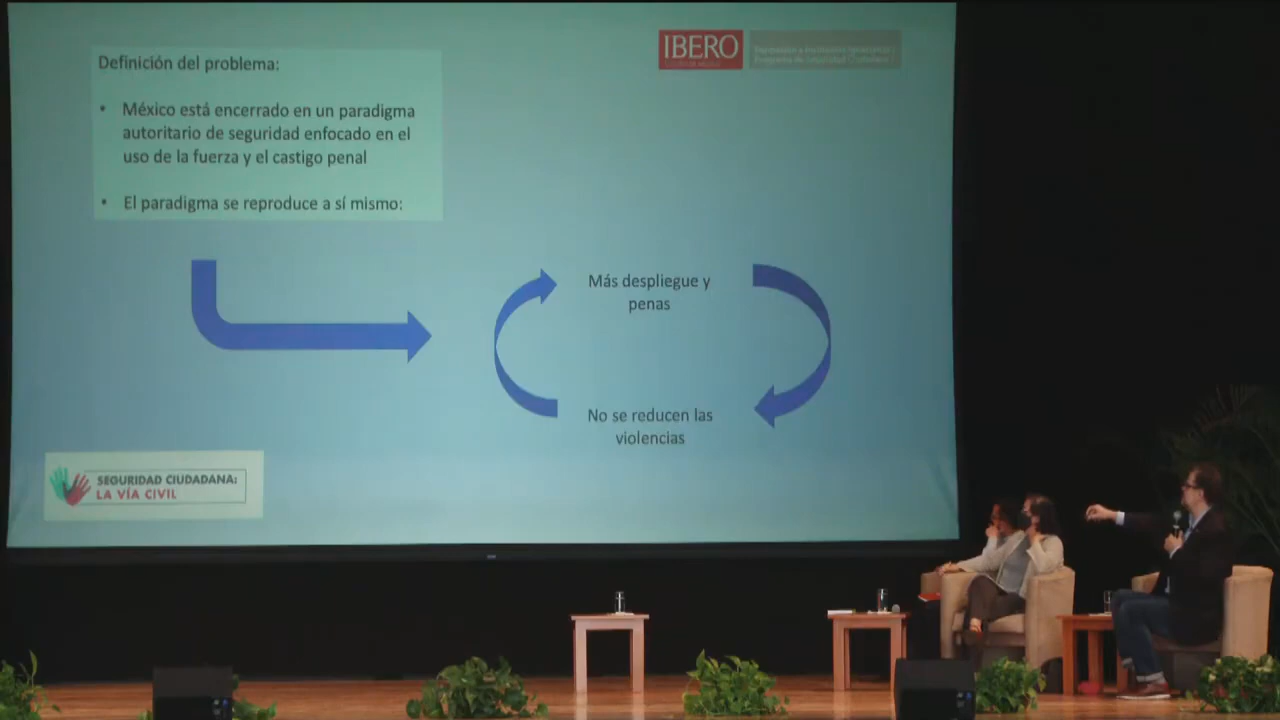 Definición del problema:
• México está encerrado en un paradigma
autoritario de seguridad enfocado en el
uso de la fuerza y el castigo penal
• El paradigma se reproduce a sí mismo:
IBERO
Más despliegue y
penas
No se reducen las
violencias
SEGURIDAD CIUDADANA:
LA VÍA CIVIL